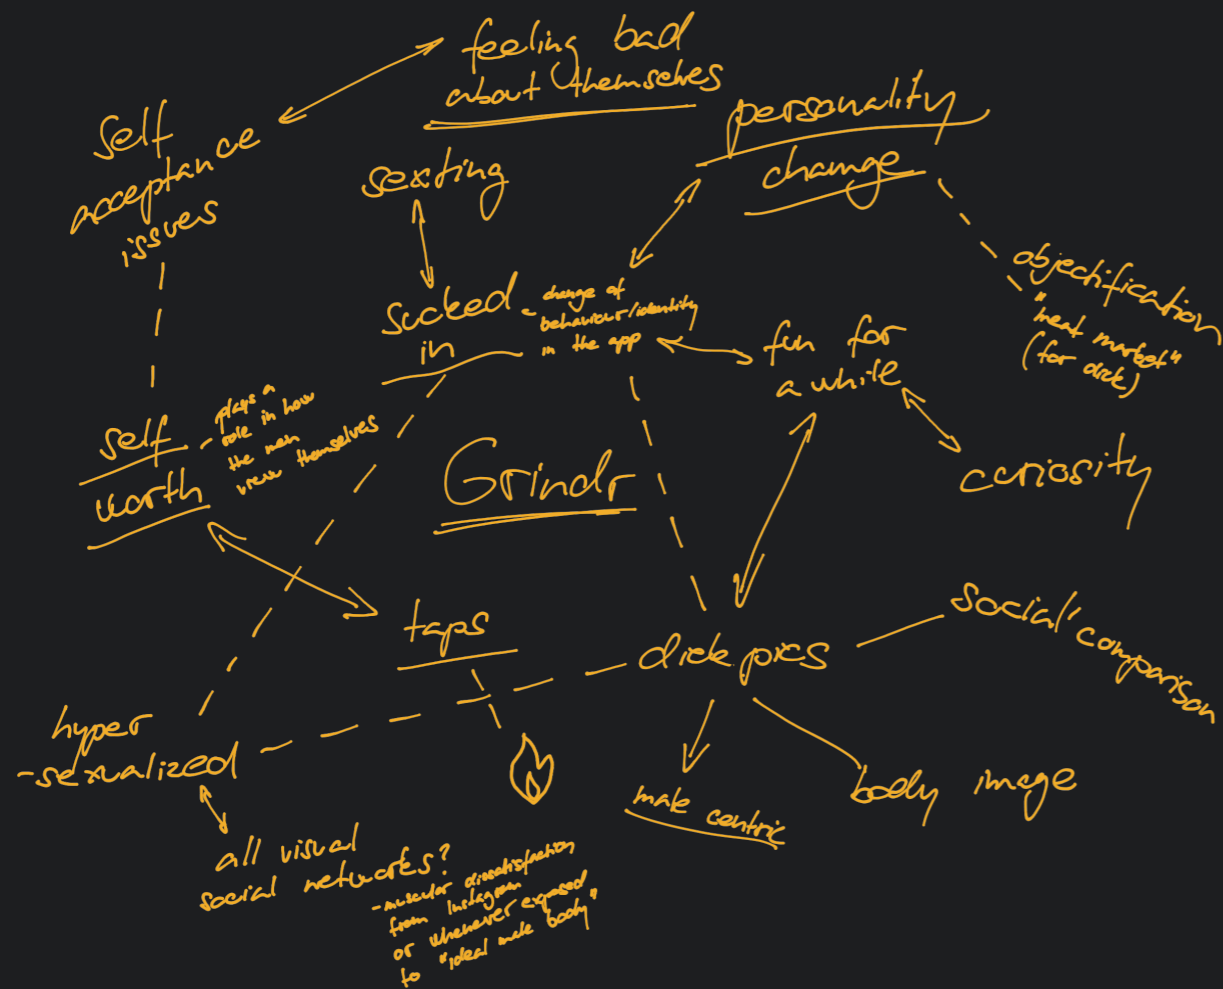 feeling bad
about themselves
self
acceptance
issues
personality
change
sexting
objectification
"meat market"
(for dick)
sucked
in
- change of
behaviour/identity
in the app
fun for
a while
curiosity
self
worth
- plays a
role in how
the men
view themselves
Grindr
taps
dick pics
social comparison
hyper
-sexualized
male centric
body image
all visual
social networks?
- muscular dissatisfaction
from Instagram
or whenever exposed
to "ideal male body"